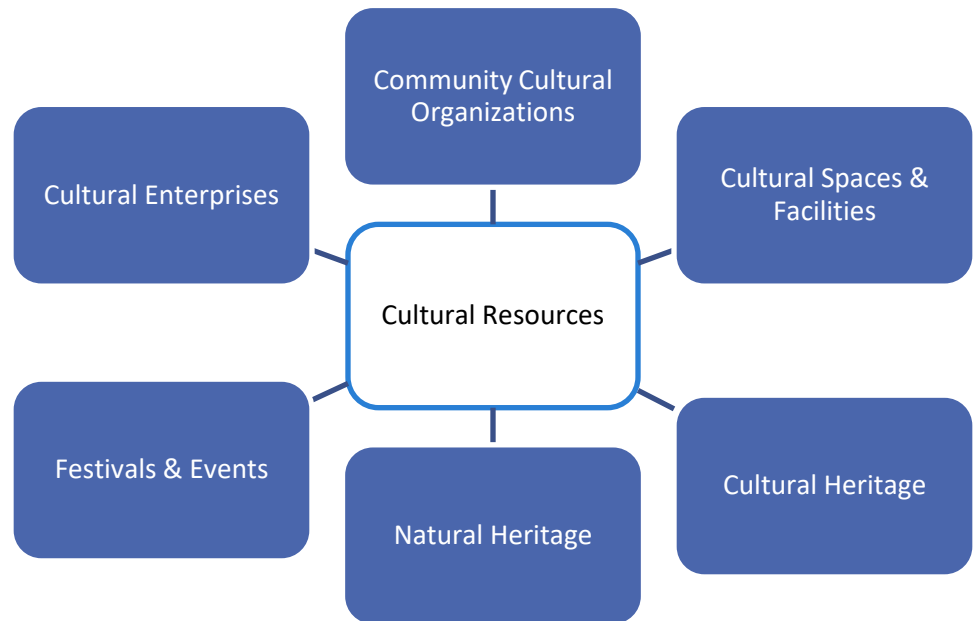 Community Cultural
Organizations
Cultural Enterprises
Cultural Spaces &
Facilities
Cultural Resources
Festivals & Events
Cultural Heritage
Natural Heritage